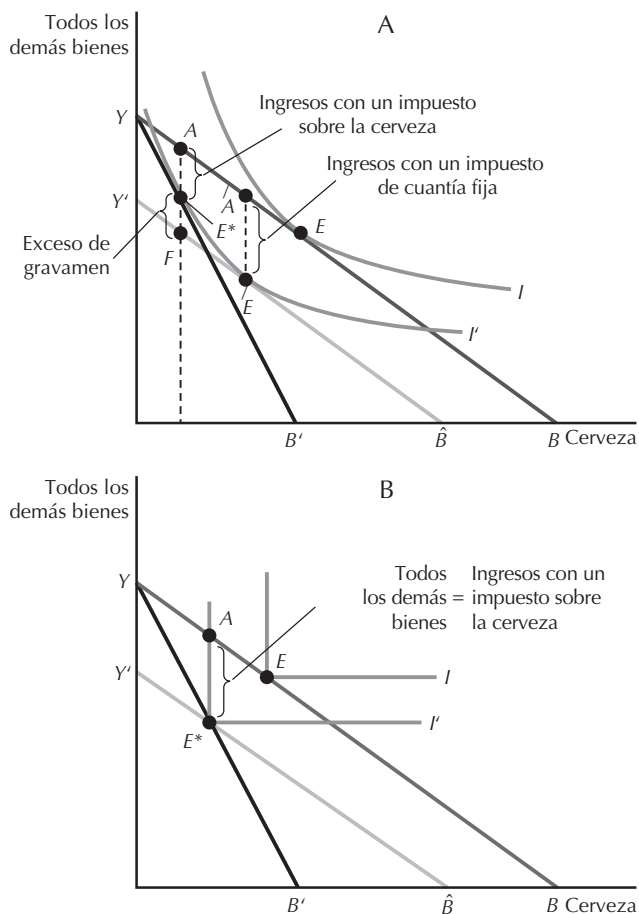 Todos los
demás bienes
A
Y
A
Ingresos con un impuesto
sobre la cerveza
Ingresos con un impuesto
de cuantía fija
Y'
A
E
E*
Exceso de
gravamen
F
E
I
I'
B'
B̂
B Cerveza
Todos los
demás bienes
B
Y
Todos
los demás =
bienes
Ingresos con un
impuesto sobre
la cerveza
A
E
Y'
I
I'
E*
B'
B̂
B Cerveza